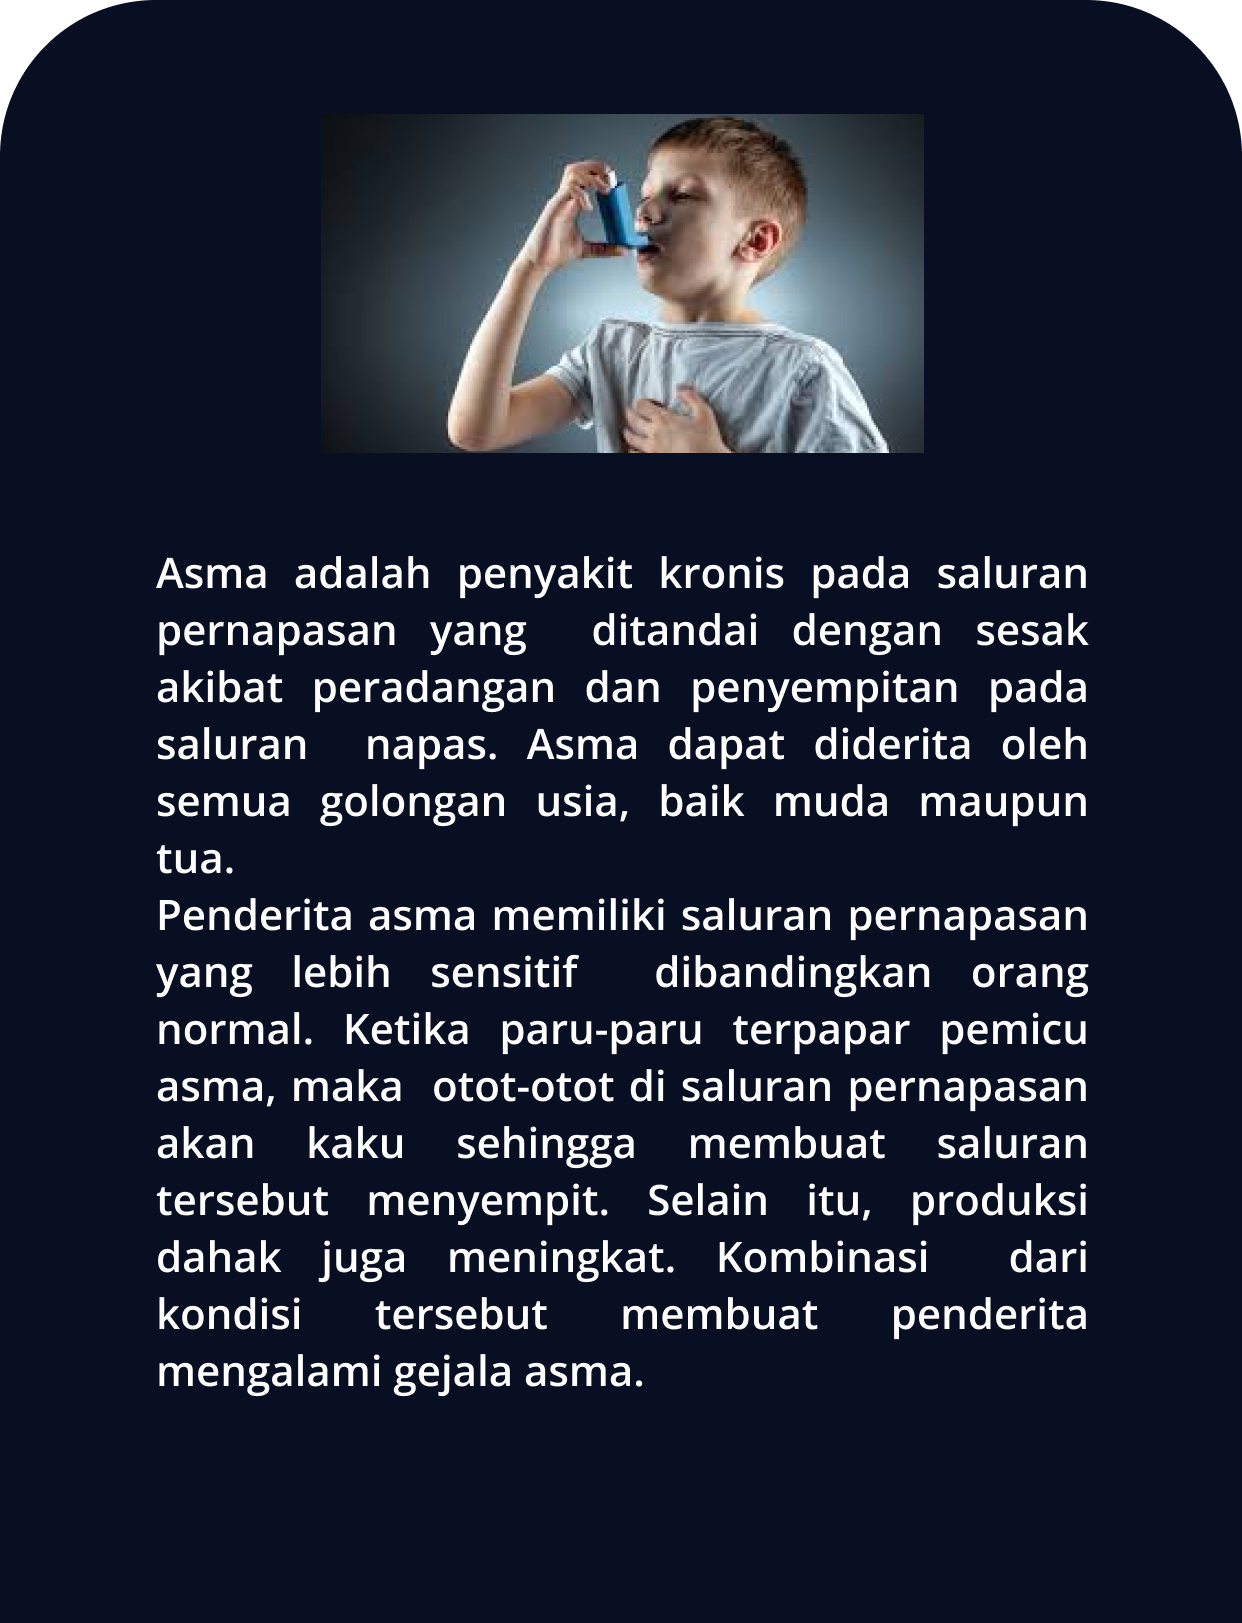 Asma adalah penyakit kronis pada saluran
pernapasan yang ditandai dengan sesak
akibat peradangan dan penyempitan pada
saluran napas. Asma dapat diderita oleh
semua golongan usia, baik muda maupun
tua.
Penderita asma memiliki saluran pernapasan
yang lebih sensitif dibandingkan orang
normal. Ketika paru-paru terpapar pemicu
asma, maka otot-otot di saluran pernapasan
akan kaku sehingga membuat saluran
tersebut menyempit. Selain itu, produksi
dahak juga meningkat. Kombinasi dari
kondisi tersebut membuat penderita
mengalami gejala asma.